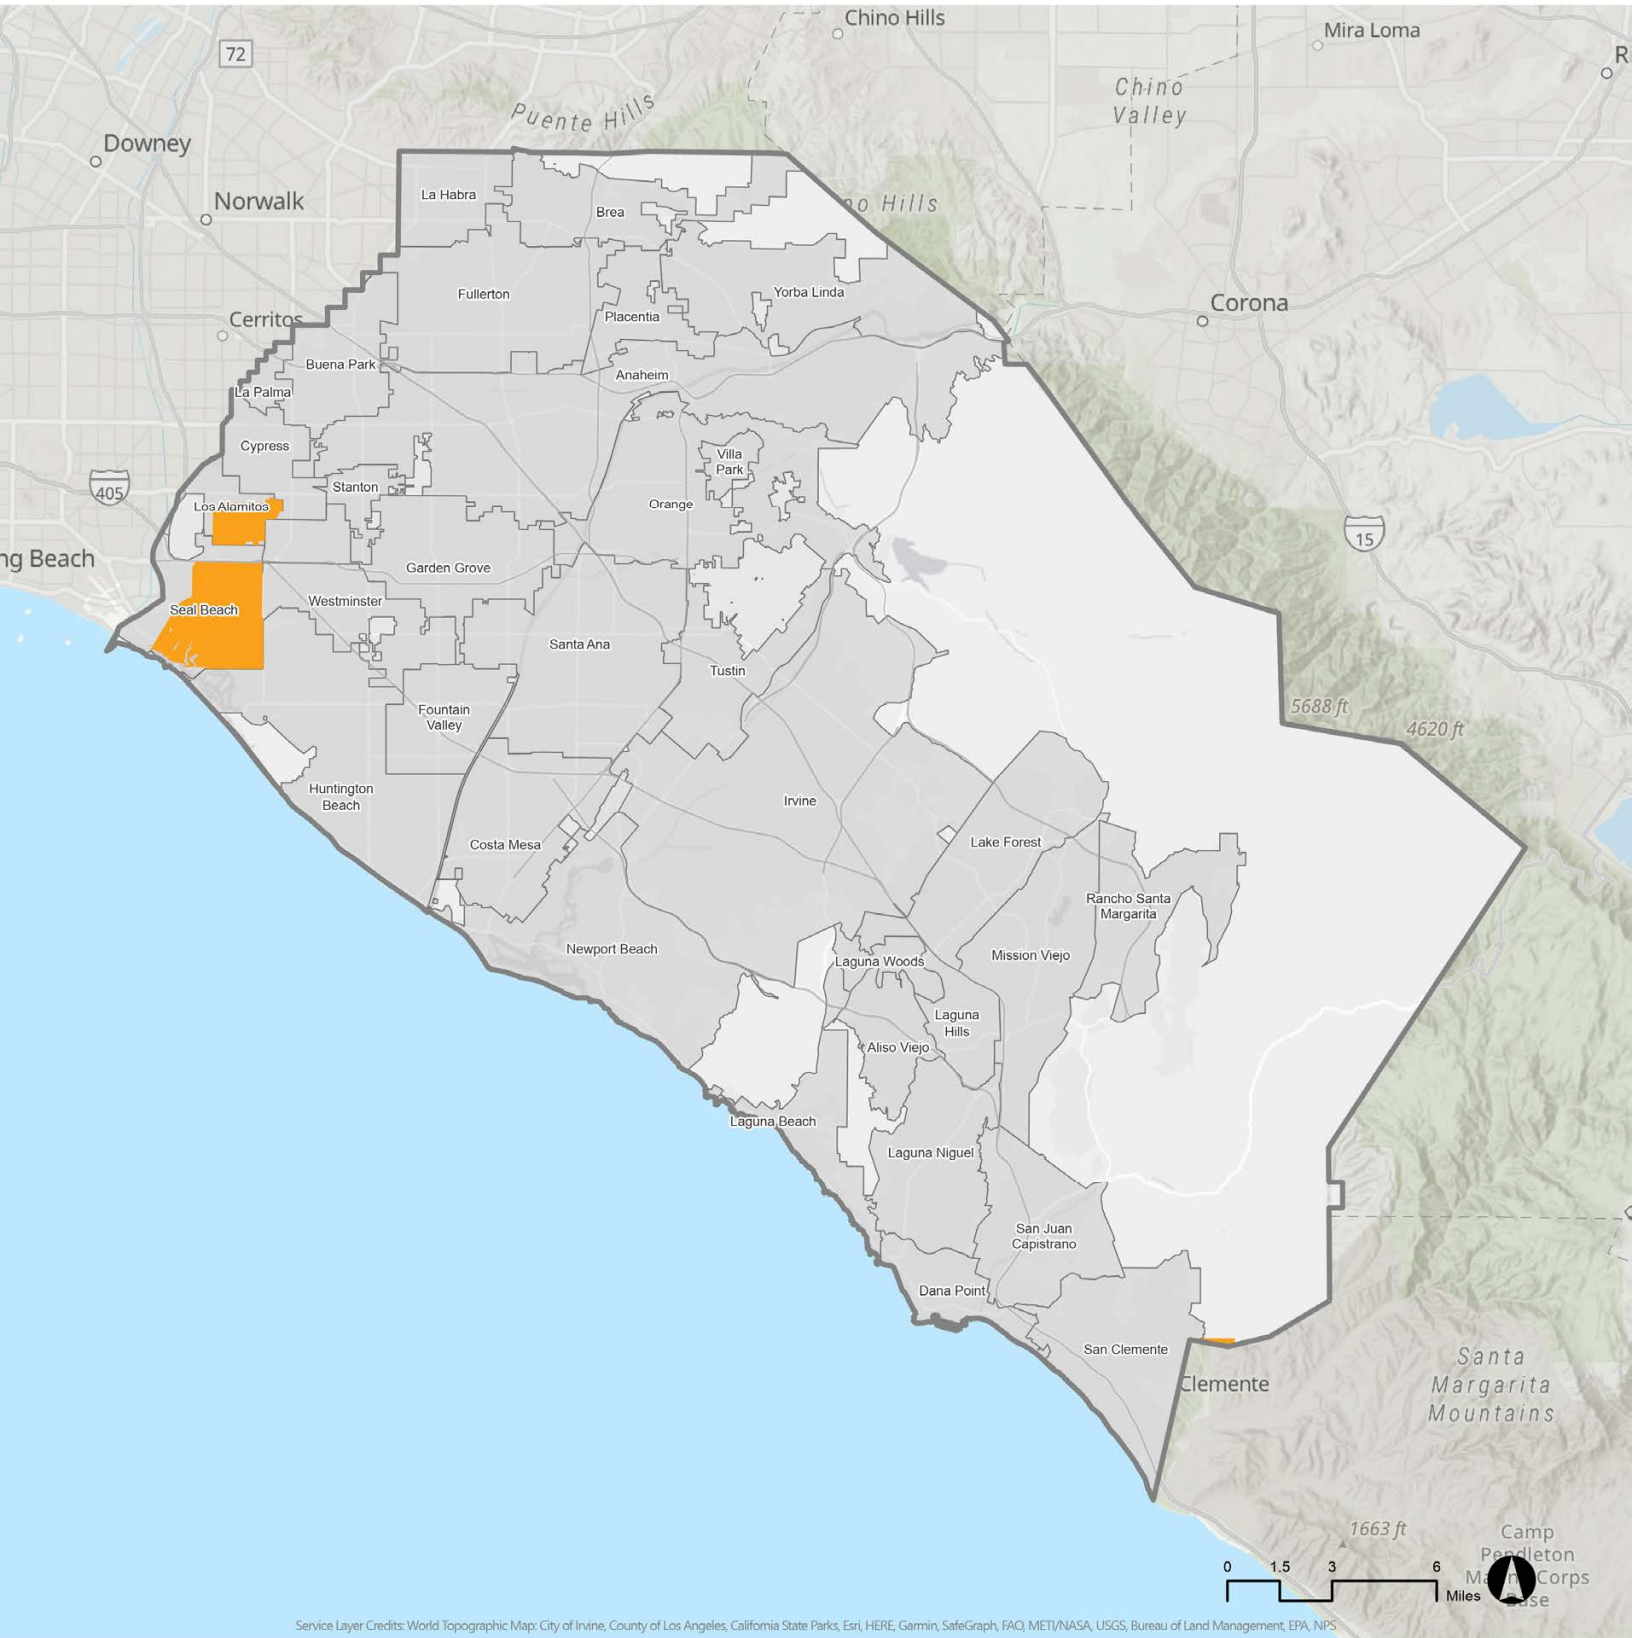 Chino Hills
Mira Loma
72
Chino
Valley
Puente Hills
Downey
Norwalk
La Habra
Brea
no Hills
Fullerton
Yorba Linda
Corona
Placentia
Cerritos
Buena Park
Anaheim
La Palma
Cypress
Villa
Park
405
Stanton
Los Alamitos
Orange
15
ng Beach
Garden Grove
Westminster
Seal Beach
Santa Ana
Tustin
5688 ft
4620 ft
Fountain
Valley
Huntington
Beach
Irvine
Costa Mesa
Lake Forest
Rancho Santa
Margarita
Newport Beach
Laguna Woods
Mission Viejo
Laguna
Hills
Aliso Viejo
Laguna Beach
Laguna Niguel
San Juan
Capistrano
Dana Point
San Clemente
Clemente
Santa
Margarita
Mountains
1663 ft
Camp
Pendleton
0 1.5 3 6
Miles
Corps
Base
Service Layer Credits: World Topographic Map: City of Irvine, County of Los Angeles, California State Parks, Esri, HERE, Garmin, SafeGraph, FAO, METI/NASA, USGS, Bureau of Land Management, EPA, NPS